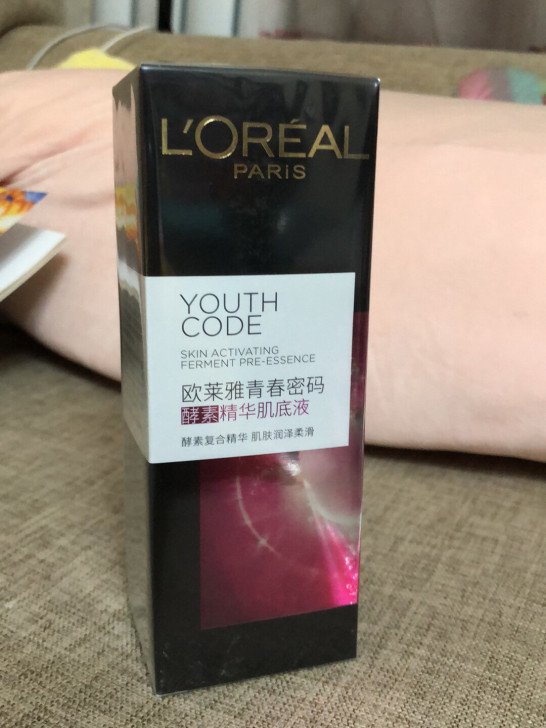 L'ORÉAL
PARIS
YOUTH
CODE
SKIN ACTIVATING
FERMENT PRE-ESSENCE
欧莱雅青春密码
酵素精华肌底液
酵素复合精华 肌肤润泽柔滑